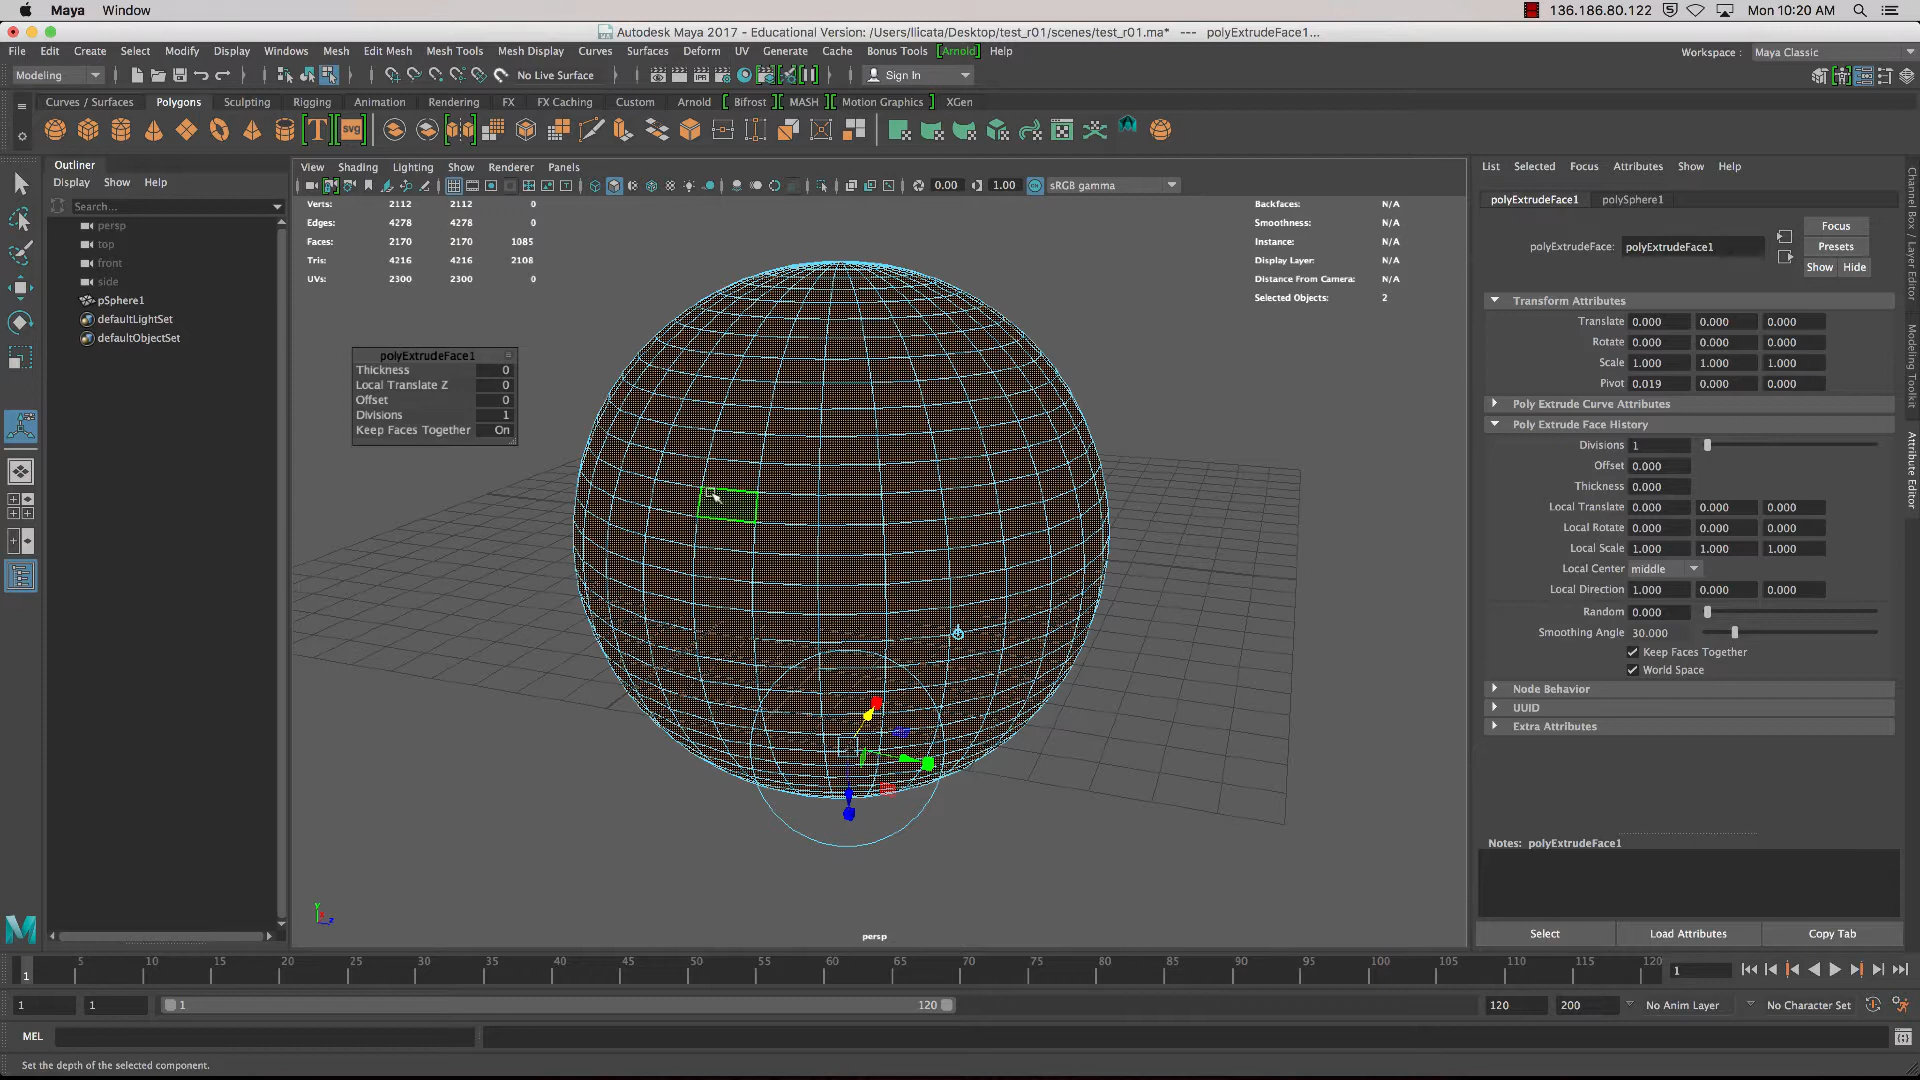 Maya Window 136.186.80.122 Mon 10:20 AM
Autodesk Maya 2017 - Educational Version: /Users/llicata/Desktop/test_r01/scenes/test_r01.ma* --- polyExtrudeFace1...
File Edit Create Select Modify Display Windows Mesh Edit Mesh Mesh Tools Mesh Display Curves Surfaces Deform UV Generate Cache Bonus Tools [Arnold] Help Workspace : Maya Classic
Modeling No Live Surface Sign In
Curves / Surfaces Polygons Sculpting Rigging Animation Rendering FX FX Caching Custom Arnold Bifrost MASH Motion Graphics XGen
T svg
Outliner
Display Show Help
Search...
persp
top
front
side
pSphere1
defaultLightSet
defaultObjectSet
View Shading Lighting Show Renderer Panels
0.00 1.00 sRGB gamma
Verts: 2112 2112 0
Edges: 4278 4278 0
Faces: 2170 2170 1085
Tris: 4216 4216 2108
UVs: 2300 2300 0
Backfaces: N/A
Smoothness: N/A
Instance: N/A
Display Layer: N/A
Distance From Camera: N/A
Selected Objects: 2
polyExtrudeFace1
Thickness 0
Local Translate Z 0
Offset 0
Divisions 1
Keep Faces Together On
persp
List Selected Focus Attributes Show Help
polyExtrudeFace1 polySphere1
polyExtrudeFace: polyExtrudeFace1
Focus
Presets
Show Hide
Transform Attributes
Translate 0.000 0.000 0.000
Rotate 0.000 0.000 0.000
Scale 1.000 1.000 1.000
Pivot 0.019 0.000 0.000
Poly Extrude Curve Attributes
Poly Extrude Face History
Divisions 1
Offset 0.000
Thickness 0.000
Local Translate 0.000 0.000 0.000
Local Rotate 0.000 0.000 0.000
Local Scale 1.000 1.000 1.000
Local Center middle
Local Direction 1.000 0.000 0.000
Random 0.000
Smoothing Angle 30.000
Keep Faces Together
World Space
Node Behavior
UUID
Extra Attributes
Notes: polyExtrudeFace1
Select Load Attributes Copy Tab
Channel Box / Layer Editor
Modeling Toolkit
Attribute Editor
5 10 15 20 25 30 35 40 45 50 55 60 65 70 75 80 85 90 95 100 105 110 115 120
1 1
1 1 1 120 120 200 No Anim Layer No Character Set
MEL
Set the depth of the selected component.